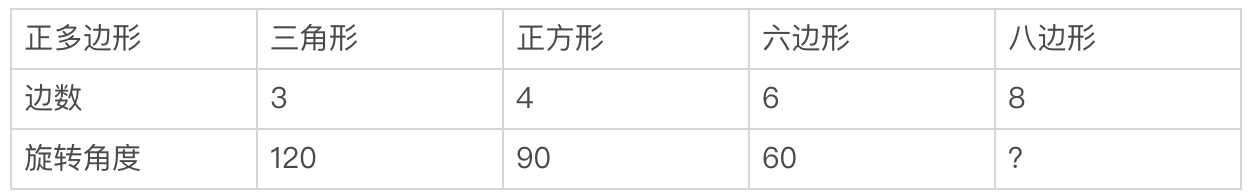 正多边形 三角形 正方形 六边形 八边形
边数 3 4 6 8
旋转角度 120 90 60 ?